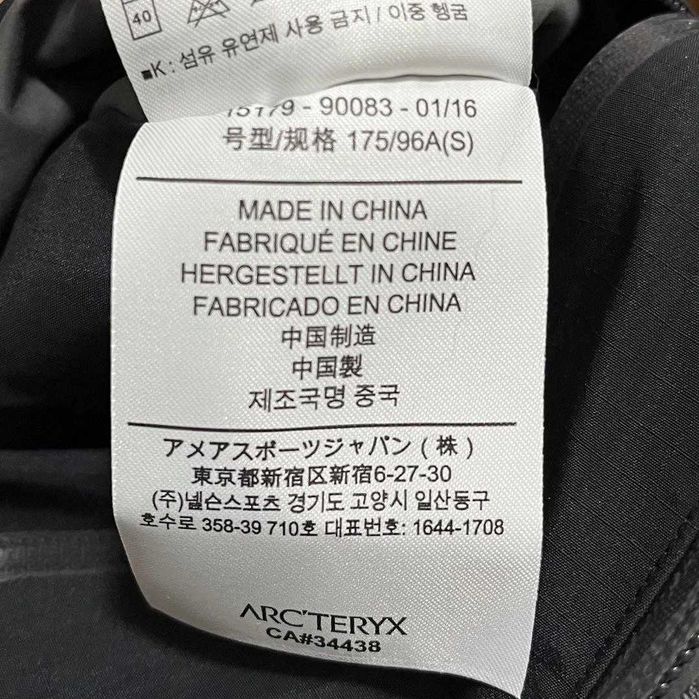 40
■K : 섬유 유연제 사용 금지 / 이중 헹굼
15179 - 90083 - 01/16
号型/规格 175/96A(S)
MADE IN CHINA
FABRIQUÉ EN CHINE
HERGESTELLT IN CHINA
FABRICADO EN CHINA
中国制造
中国製
제조국명 중국
アメアスポーツジャパン ( 株 )
東京都新宿区新宿6-27-30
(주)넬슨스포츠 경기도 고양시 일산동구
호수로 358-39 710호 대표번호: 1644-1708
ARC'TERYX
CA#34438